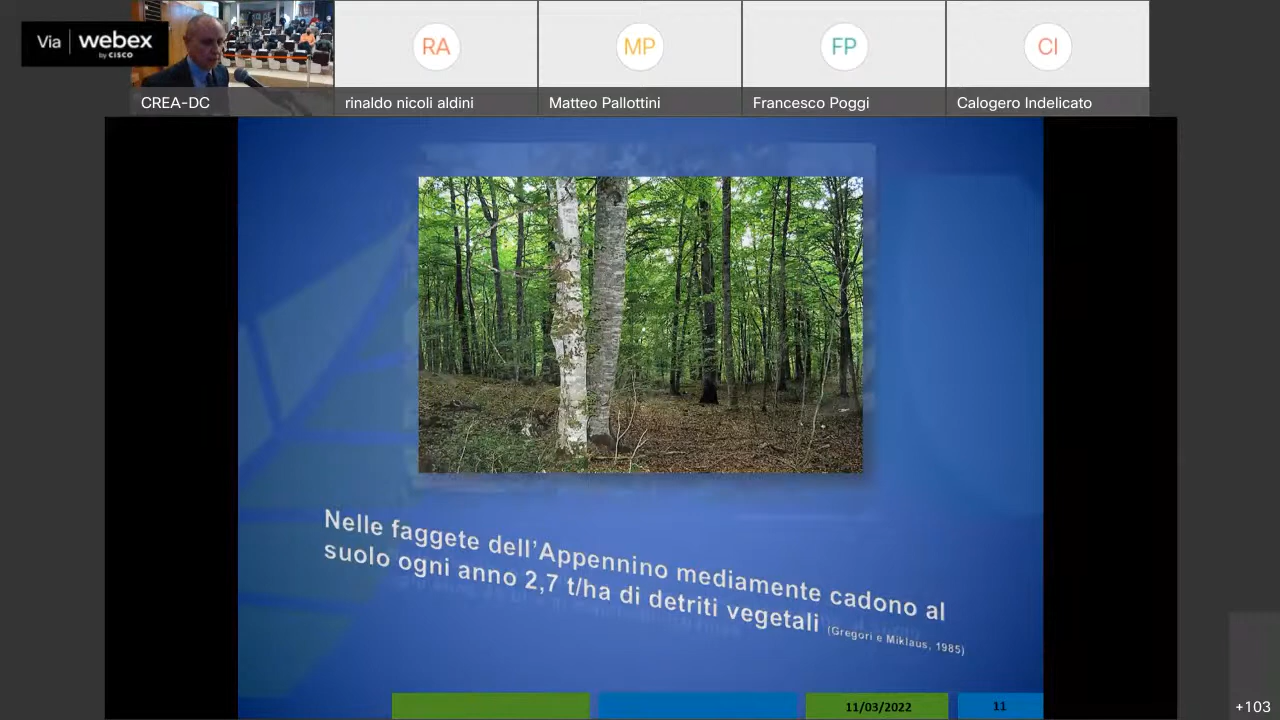 Via webex
by CISCO
RA
MP
FP
CI
CREA-DC
rinaldo nicoli aldini
Matteo Pallottini
Francesco Poggi
Calogero Indelicato
Nelle faggete dell'Appennino mediamente cadono al
suolo ogni anno 2,7 t/ha di detriti vegetali (Gregori e Miklaus, 1985)
11/03/2022
11
+103